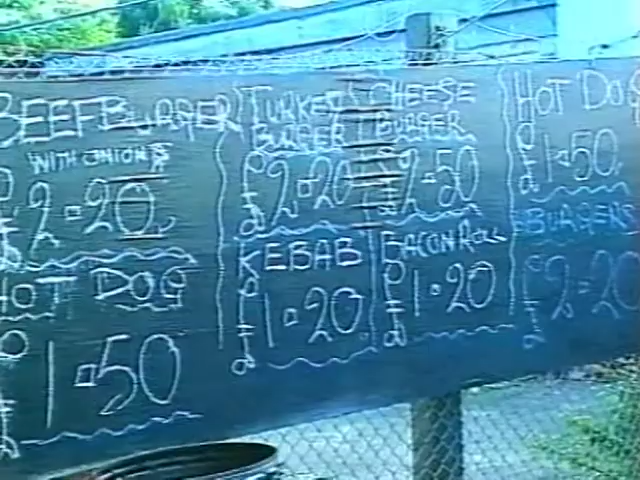 BEEFBURGER
WITH ONIONS
£2=20
HOT DOG
£1=50
TURKEY
BURGER
£2=20
KEBAB
£1=20
CHEESE
BURGER
£2=50
BACON ROLL
£1=20
HOT DOG
£1=50
BURGERS
£2=20